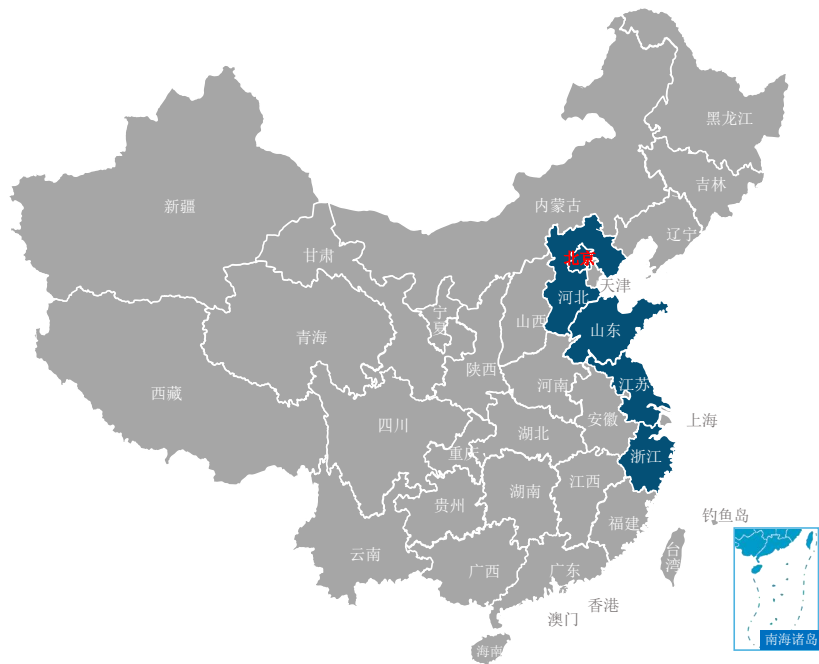 黑龙江
吉林
新疆
内蒙古
辽宁
甘肃
北京
天津
河北
宁
夏
山西
山东
青海
陕西
河南
江苏
西藏
安徽
上海
四川
湖北
重庆
浙江
江西
湖南
贵州
钓鱼岛
福建
云南
台
湾
广西
广东
香港
澳门
南海诸岛
海南